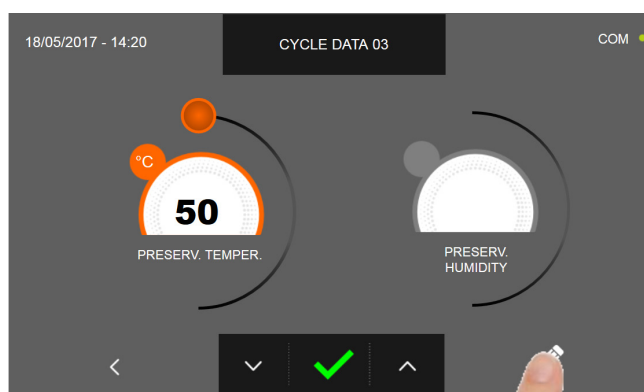 18/05/2017 - 14:20
CYCLE DATA 03
COM
°C
50
PRESERV. TEMPER.
PRESERV.
HUMIDITY